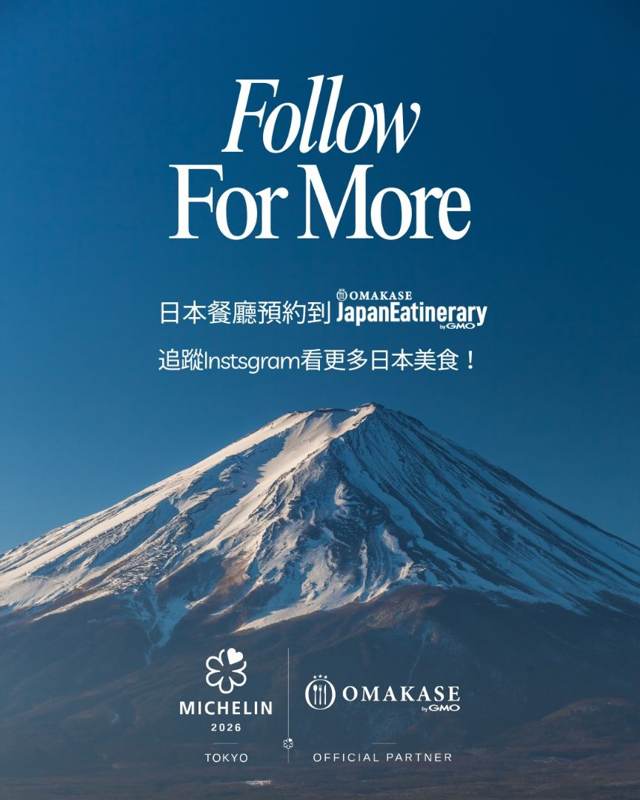 Follow
For More
日本餐廳預約到 OMAKASE JapanEatinerary by GMO
追蹤Instsgram看更多日本美食！
MICHELIN
2026
TOKYO
OMAKASE
by GMO
OFFICIAL PARTNER